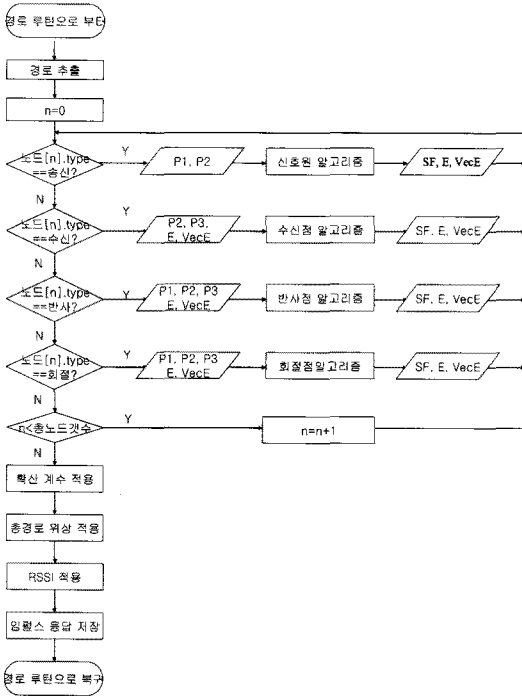 경로 루틴으로 부터
경로 추출
n=0
노드[n].type
==송신?
Y
P1, P2
신호원 알고리즘
SF, E, VecE
N
노드[n].type
==수신?
Y
P2, P3,
E, VecE
수신점 알고리즘
SF, E, VecE
N
노드[n].type
==반사?
Y
P1, P2, P3
E, VecE
반사점 알고리즘
SF, E, VecE
N
노드[n].type
==회절?
Y
P1, P2, P3
E, VecE
회절점알고리즘
SF, E, VecE
N
n<총노드갯수
Y
n=n+1
N
확산 계수 적용
총경로 위상 적용
RSSI 적용
임펄스 응답 저장
경로 루틴으로 복귀